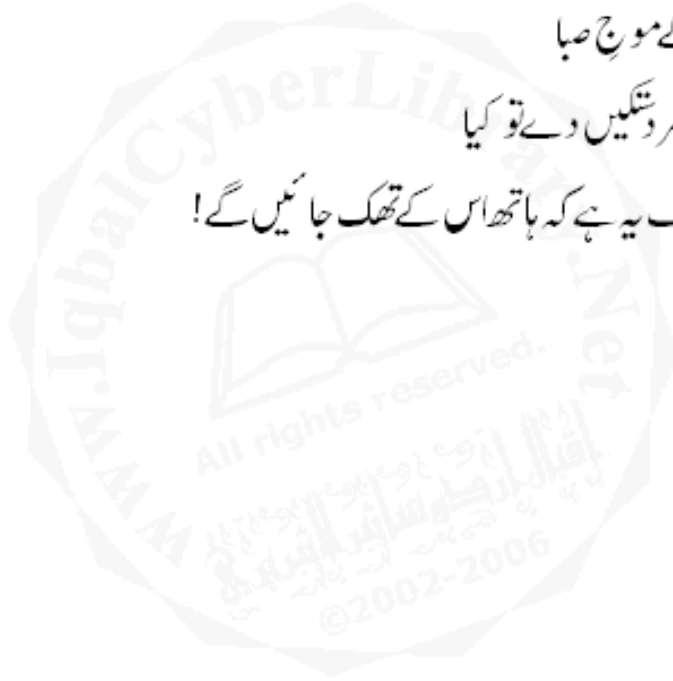 موجِ صبا
دستکیں دے تو کیا
یہ ہے کہ ہاتھ اس کے تھک جائیں گے!
www.IqbalCyberLibrary.Net
All rights reserved.
©2002-2006